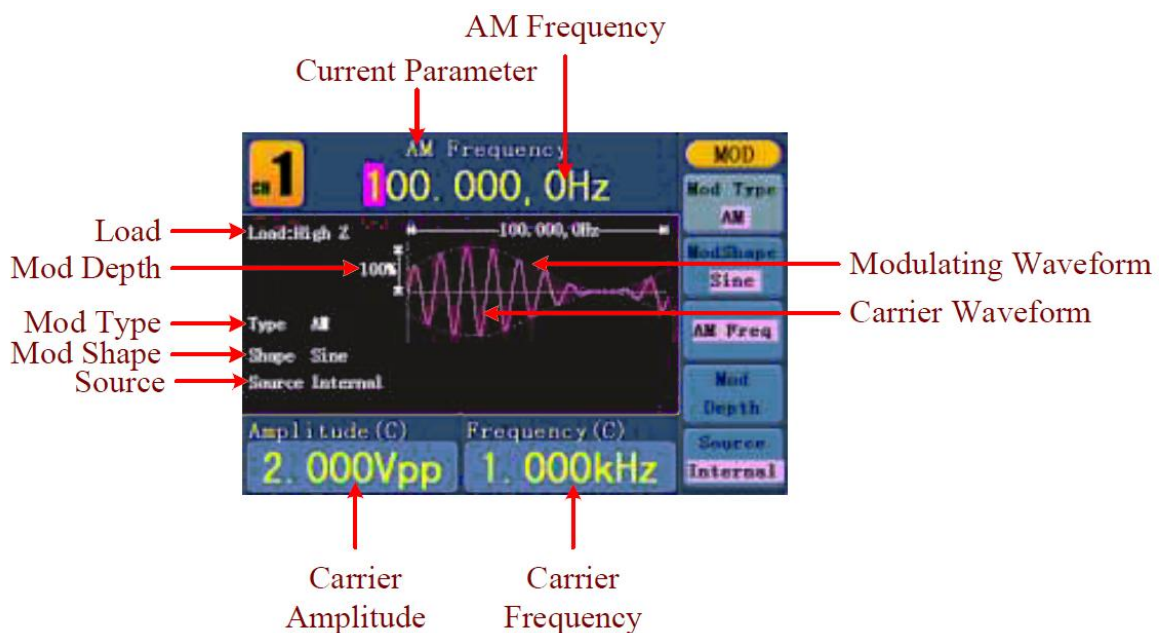 AM Frequency
Current Parameter
CH 1
AM Frequency
100.000,0Hz
MOD
Mod Type
AM
ModShape
Sine
AM Freq
Mod
Depth
Source
Internal
Load
Mod Depth
Mod Type
Mod Shape
Source
Load:High Z
100.000,0Hz
100%
Type AM
Shape Sine
Source Internal
Modulating Waveform
Carrier Waveform
Amplitude(C)
Frequency(C)
2.000Vpp
1.000kHz
Carrier
Amplitude
Carrier
Frequency